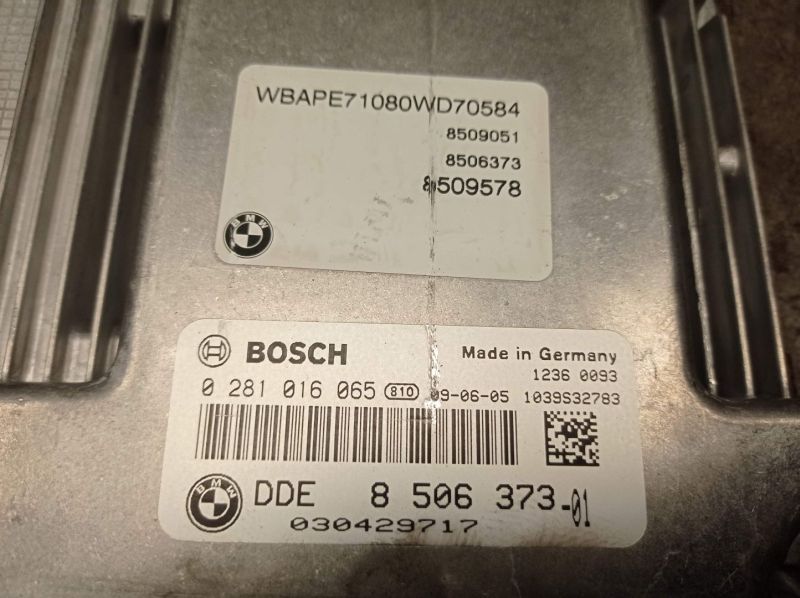 WBAPE71080WD70584
8509051
8506373
8509578
BMW
BOSCH Made in Germany
1236 0093
0 281 016 065 810 09-06-05 1039S32783
BMW DDE 8 506 373-01
030429717